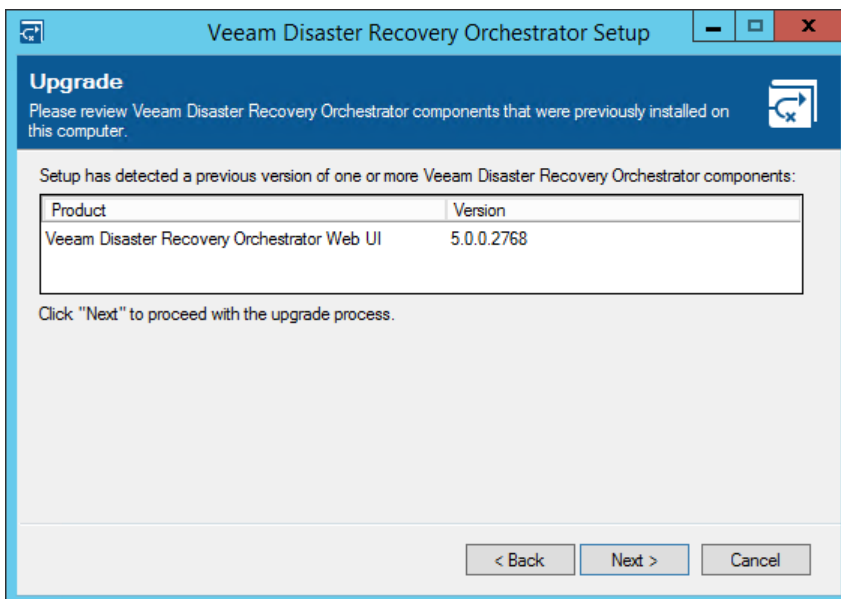 Veeam Disaster Recovery Orchestrator Setup
Upgrade
Please review Veeam Disaster Recovery Orchestrator components that were previously installed on
this computer.
Setup has detected a previous version of one or more Veeam Disaster Recovery Orchestrator components:
Product Version
Veeam Disaster Recovery Orchestrator Web UI 5.0.0.2768
Click "Next" to proceed with the upgrade process.
< Back Next > Cancel